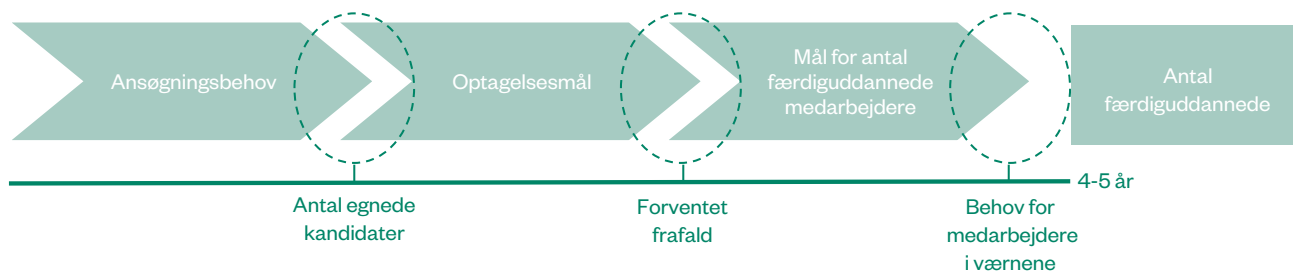 Ansøgningsbehov
Optagelsesmål
Mål for antal
færdiguddannede
medarbejdere
Antal
færdiguddannede
4-5 år
Antal egnede
kandidater
Forventet
frafald
Behov for
medarbejdere
i værnene